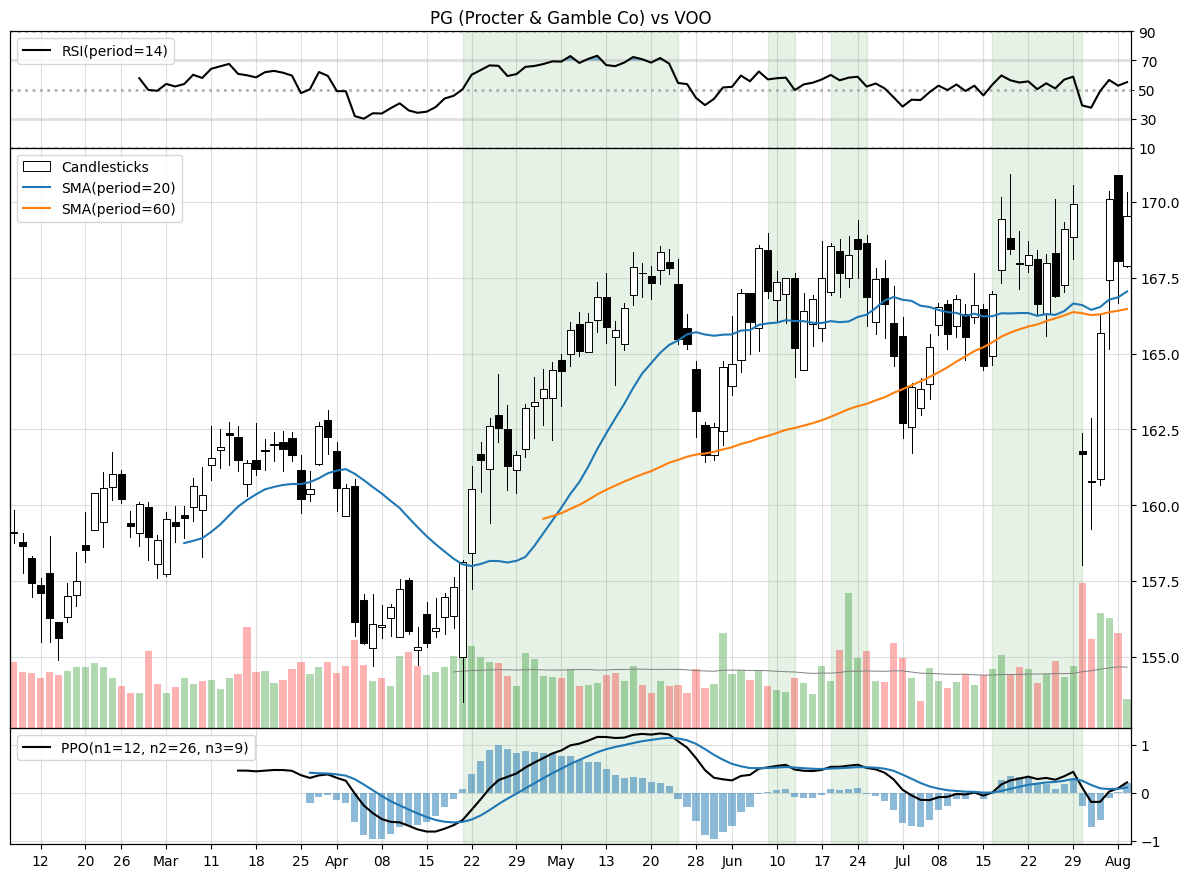 PG (Procter & Gamble Co) vs VOO
RSI(period=14)
90
70
50
30
10
Candlesticks
SMA(period=20)
SMA(period=60)
170.0
167.5
165.0
162.5
160.0
157.5
155.0
PPO(n1=12, n2=26, n3=9)
1
0
−1
12 20 26 Mar 11 18 25 Apr 08 15 22 29 May 13 20 28 Jun 10 17 24 Jul 08 15 22 29 Aug